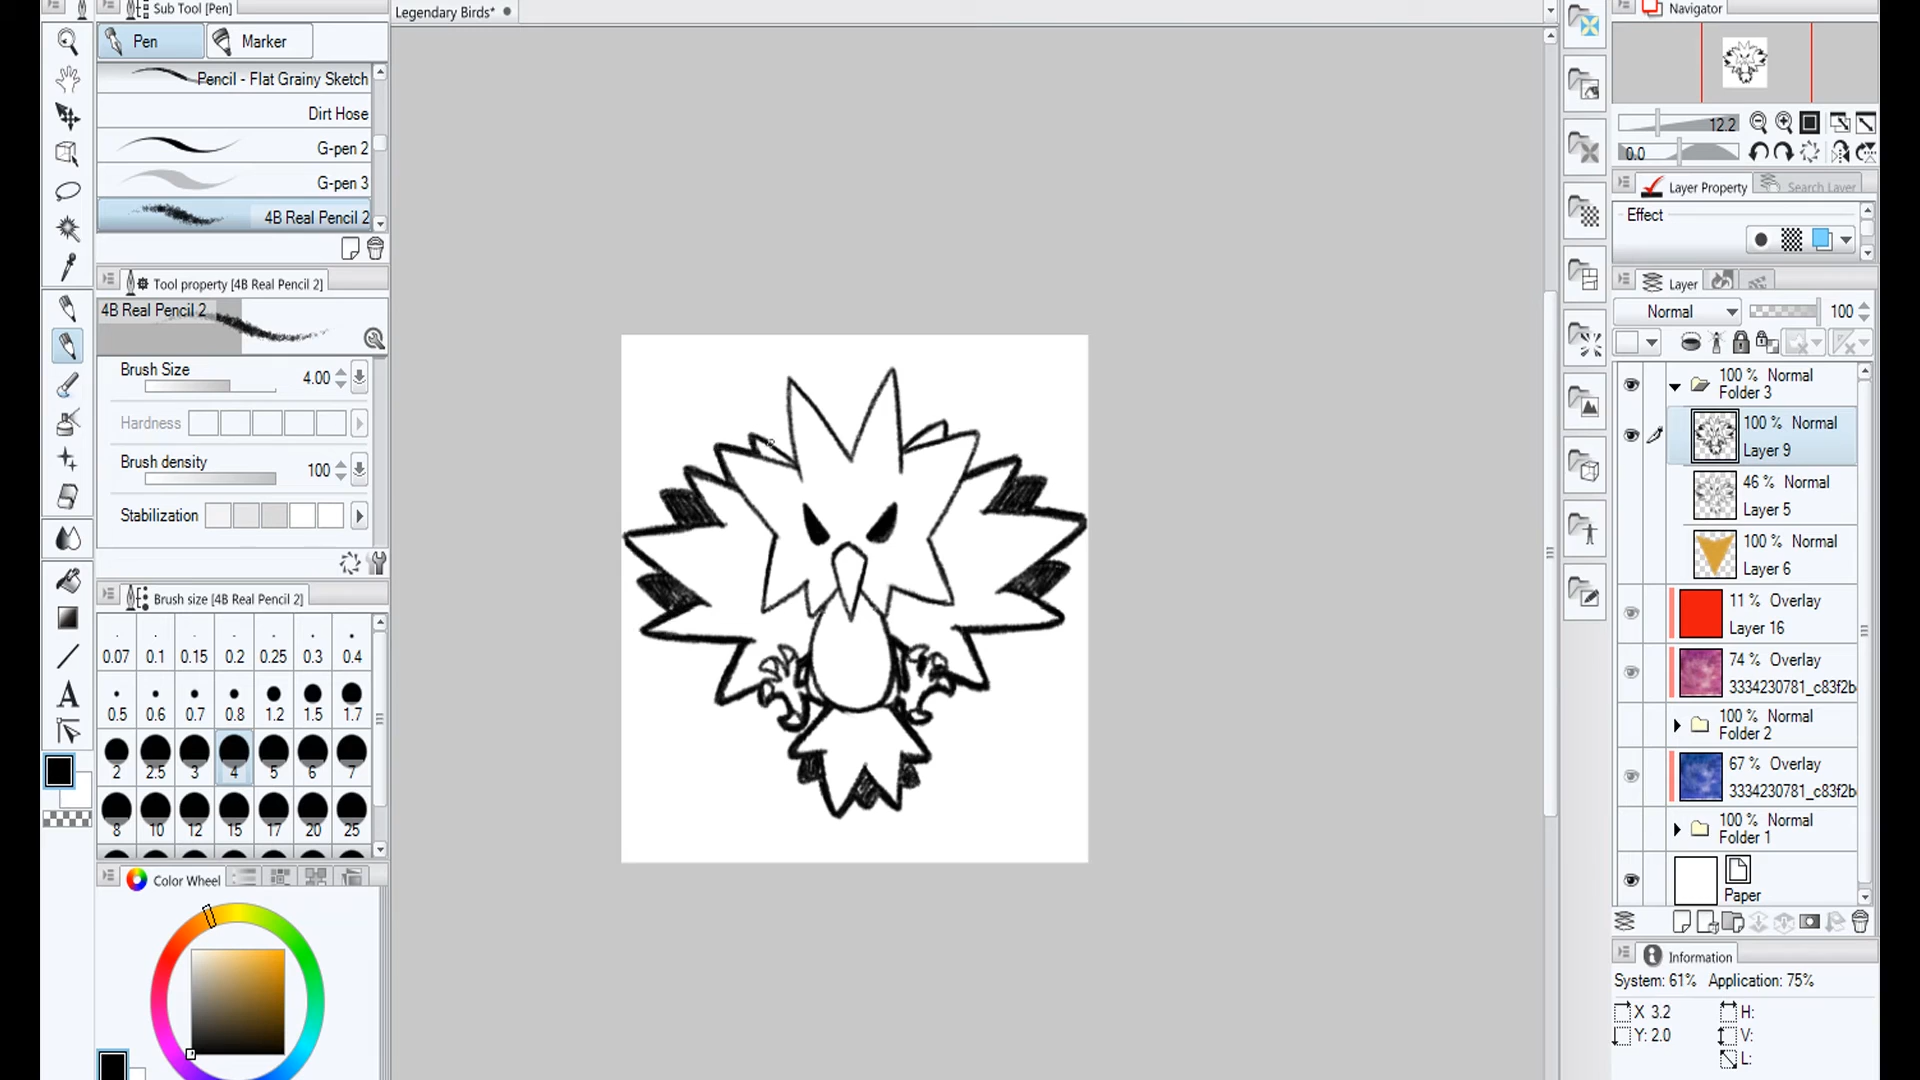 Sub Tool [Pen]
Pen
Marker
Pencil - Flat Grainy Sketch
Dirt Hose
G-pen 2
G-pen 3
4B Real Pencil 2
Tool property [4B Real Pencil 2]
4B Real Pencil 2
Brush Size
4.00
Hardness
Brush density
100
Stabilization
Brush size [4B Real Pencil 2]
0.07 0.1 0.15 0.2 0.25 0.3 0.4
0.5 0.6 0.7 0.8 1.2 1.5 1.7
2 2.5 3 4 5 6 7
8 10 12 15 17 20 25
Color Wheel
Legendary Birds*
Navigator
12.2
0.0
Layer Property
Search Layer
Effect
Layer
Normal
100
100 % Normal
Folder 3
100 % Normal
Layer 9
46 % Normal
Layer 5
100 % Normal
Layer 6
11 % Overlay
Layer 16
74 % Overlay
3334230781_c83f2b
100 % Normal
Folder 2
67 % Overlay
3334230781_c83f2b
100 % Normal
Folder 1
Paper
Information
System: 61% Application: 75%
X 3.2 H:
Y: 2.0 V:
L: